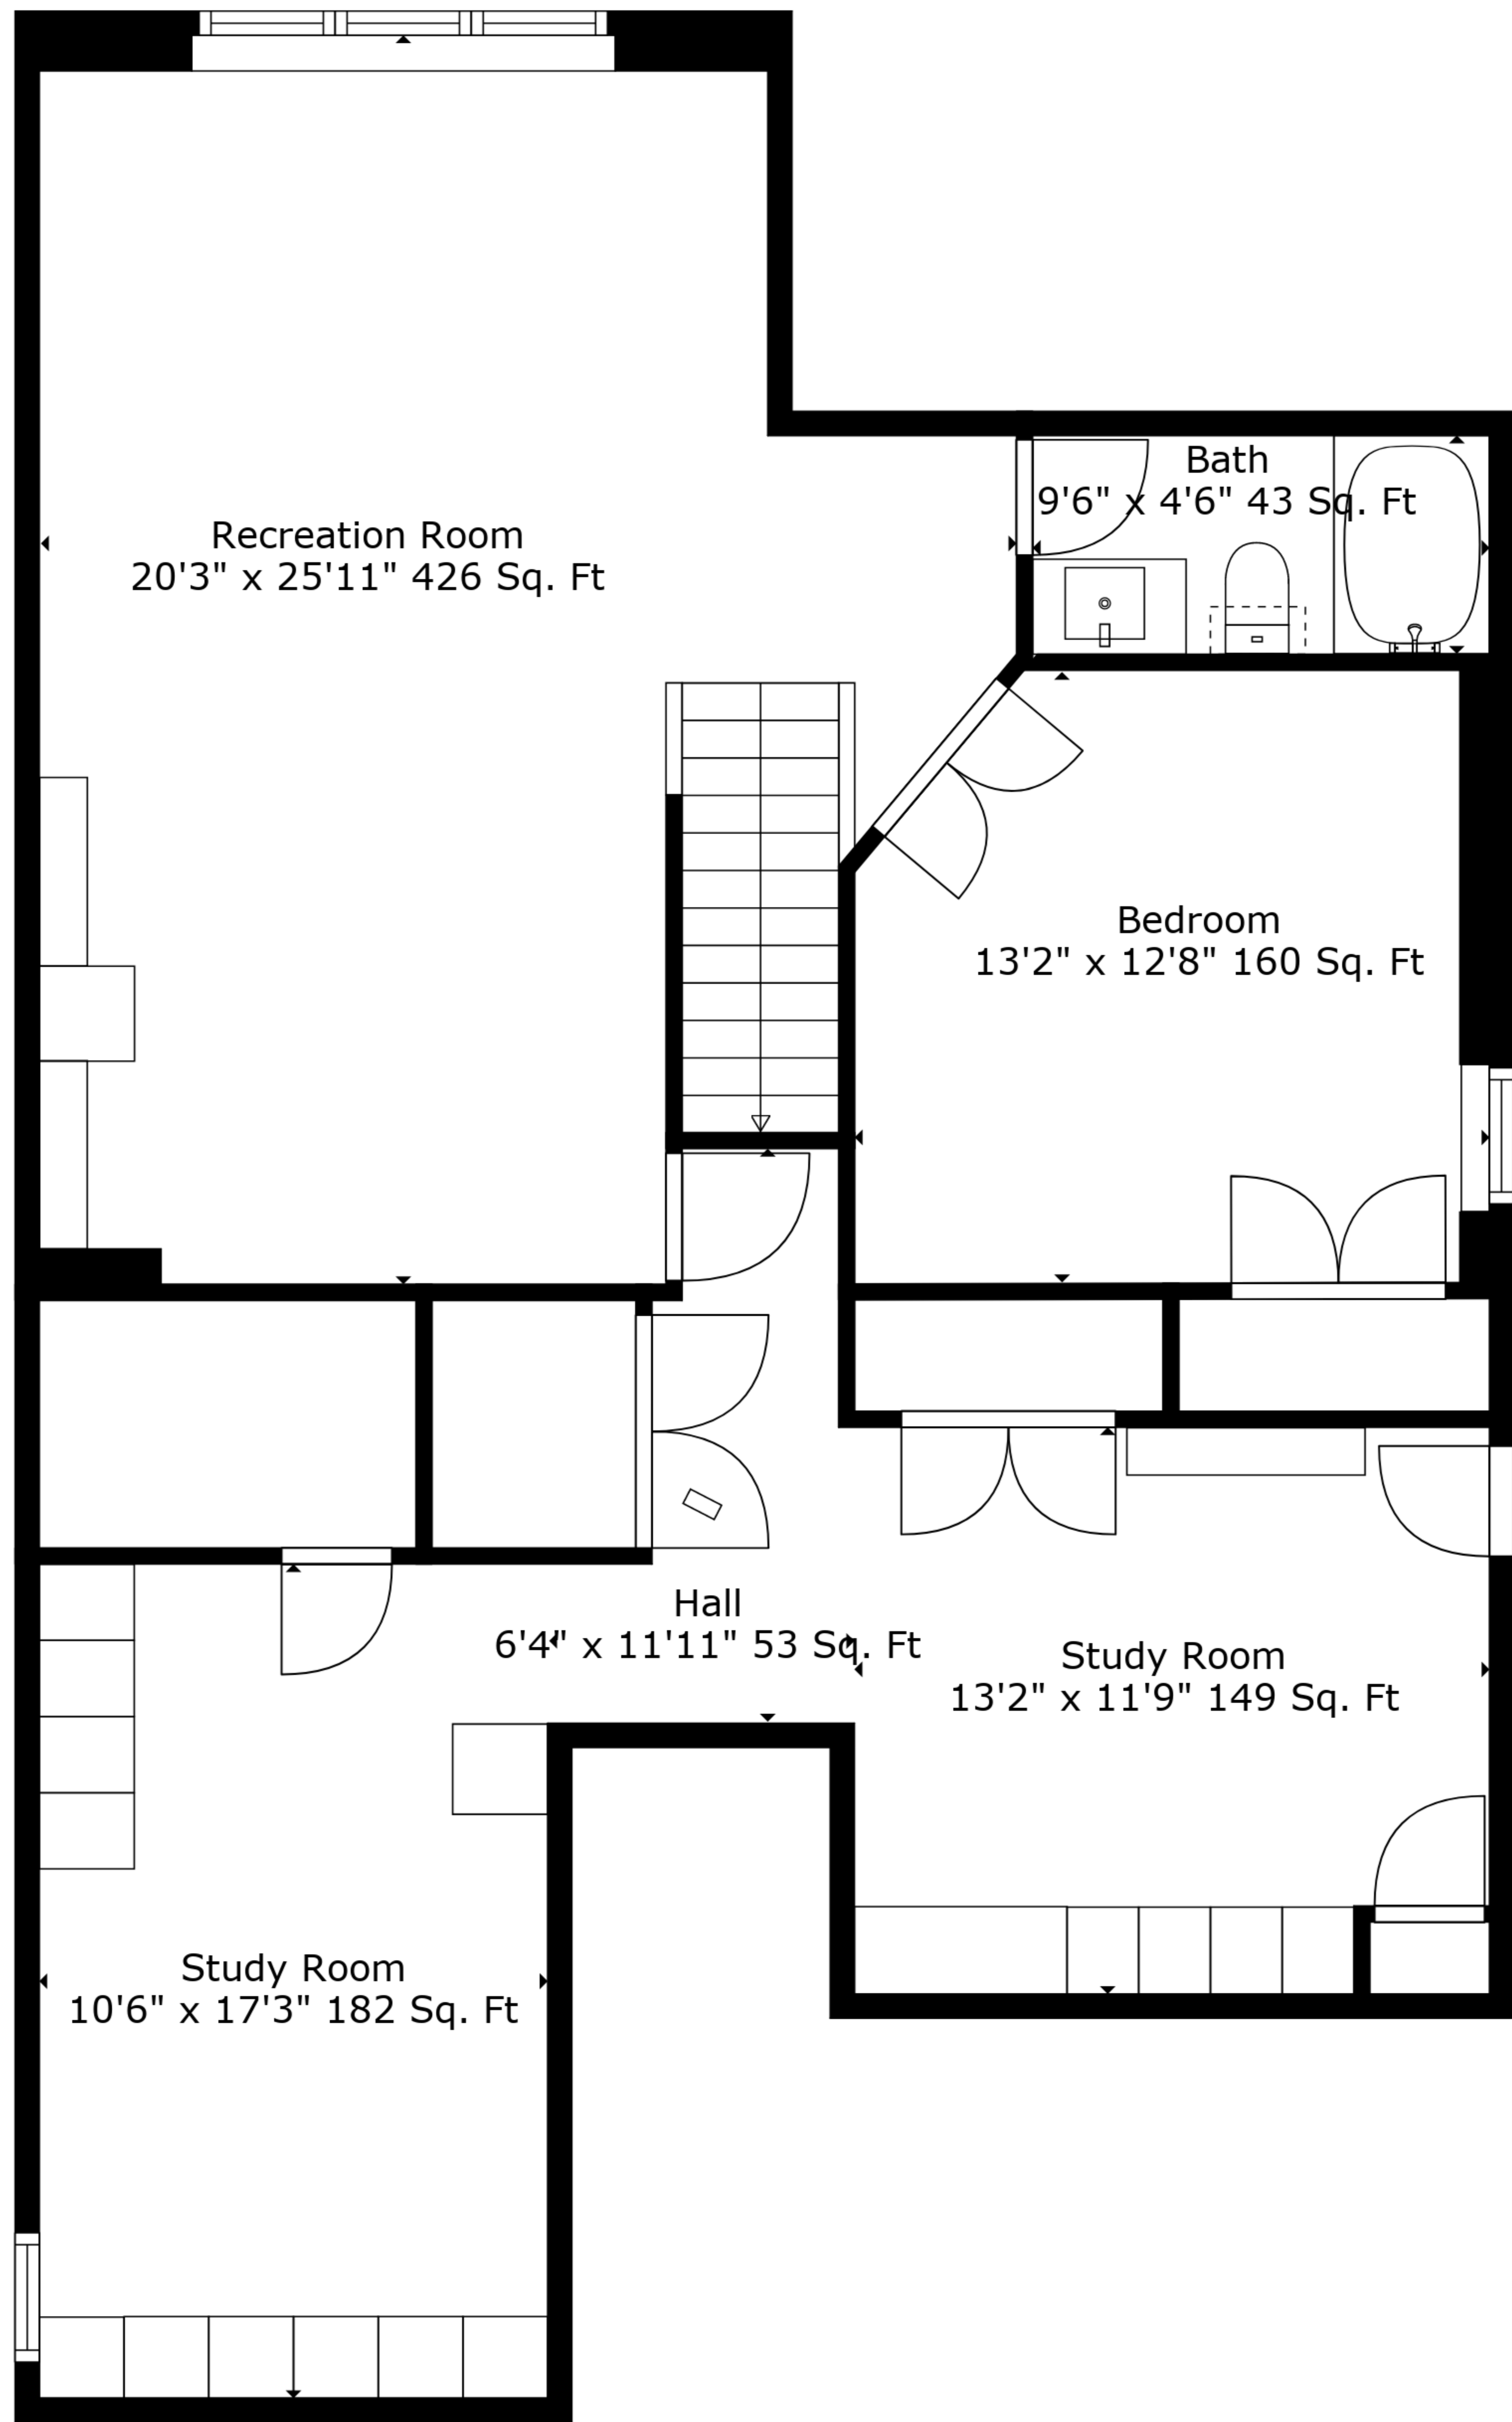 Bath
9'6" x 4'6" 43 Sq. Ft
Recreation Room
20'3" x 25'11" 426 Sq. Ft
Bedroom
13'2" x 12'8" 160 Sq. Ft
Hall
6'4" x 11'11" 53 Sq. Ft
Study Room
13'2" x 11'9" 149 Sq. Ft
Study Room
10'6" x 17'3" 182 Sq. Ft